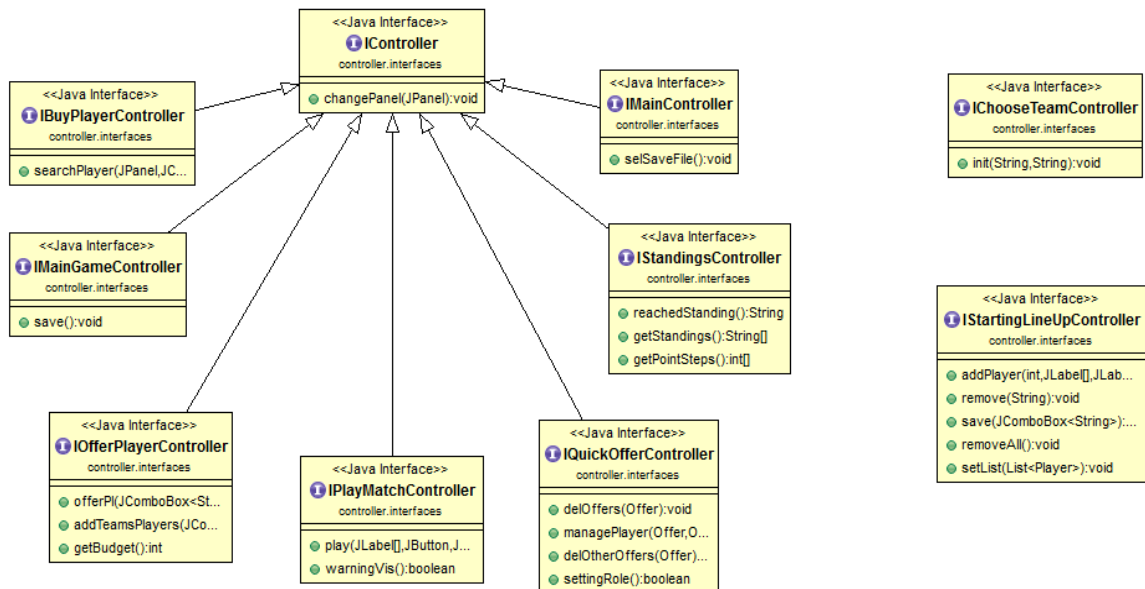 <<Java Interface>>
IController
controller.interfaces
changePanel(JPanel):void
<<Java Interface>>
IBuyPlayerController
controller.interfaces
searchPlayer(JPanel,JC...
<<Java Interface>>
IMainController
controller.interfaces
selSaveFile():void
<<Java Interface>>
IChooseTeamController
controller.interfaces
init(String,String):void
<<Java Interface>>
IMainGameController
controller.interfaces
save():void
<<Java Interface>>
IStandingsController
controller.interfaces
reachedStanding():String
getStandings():String[]
getPointSteps():int[]
<<Java Interface>>
IStartingLineUpController
controller.interfaces
addPlayer(int,JLabel[],JLab...
remove(String):void
save(JComboBox<String>):...
removeAll():void
setList(List<Player>):void
<<Java Interface>>
IOfferPlayerController
controller.interfaces
offerPl(JComboBox<St...
addTeamsPlayers(JCo...
getBudget():int
<<Java Interface>>
IPlayMatchController
controller.interfaces
play(JLabel[],JButton,J...
warningVis():boolean
<<Java Interface>>
IQuickOfferController
controller.interfaces
delOffers(Offer):void
managePlayer(Offer,O...
delOtherOffers(Offer)...
settingRole():boolean